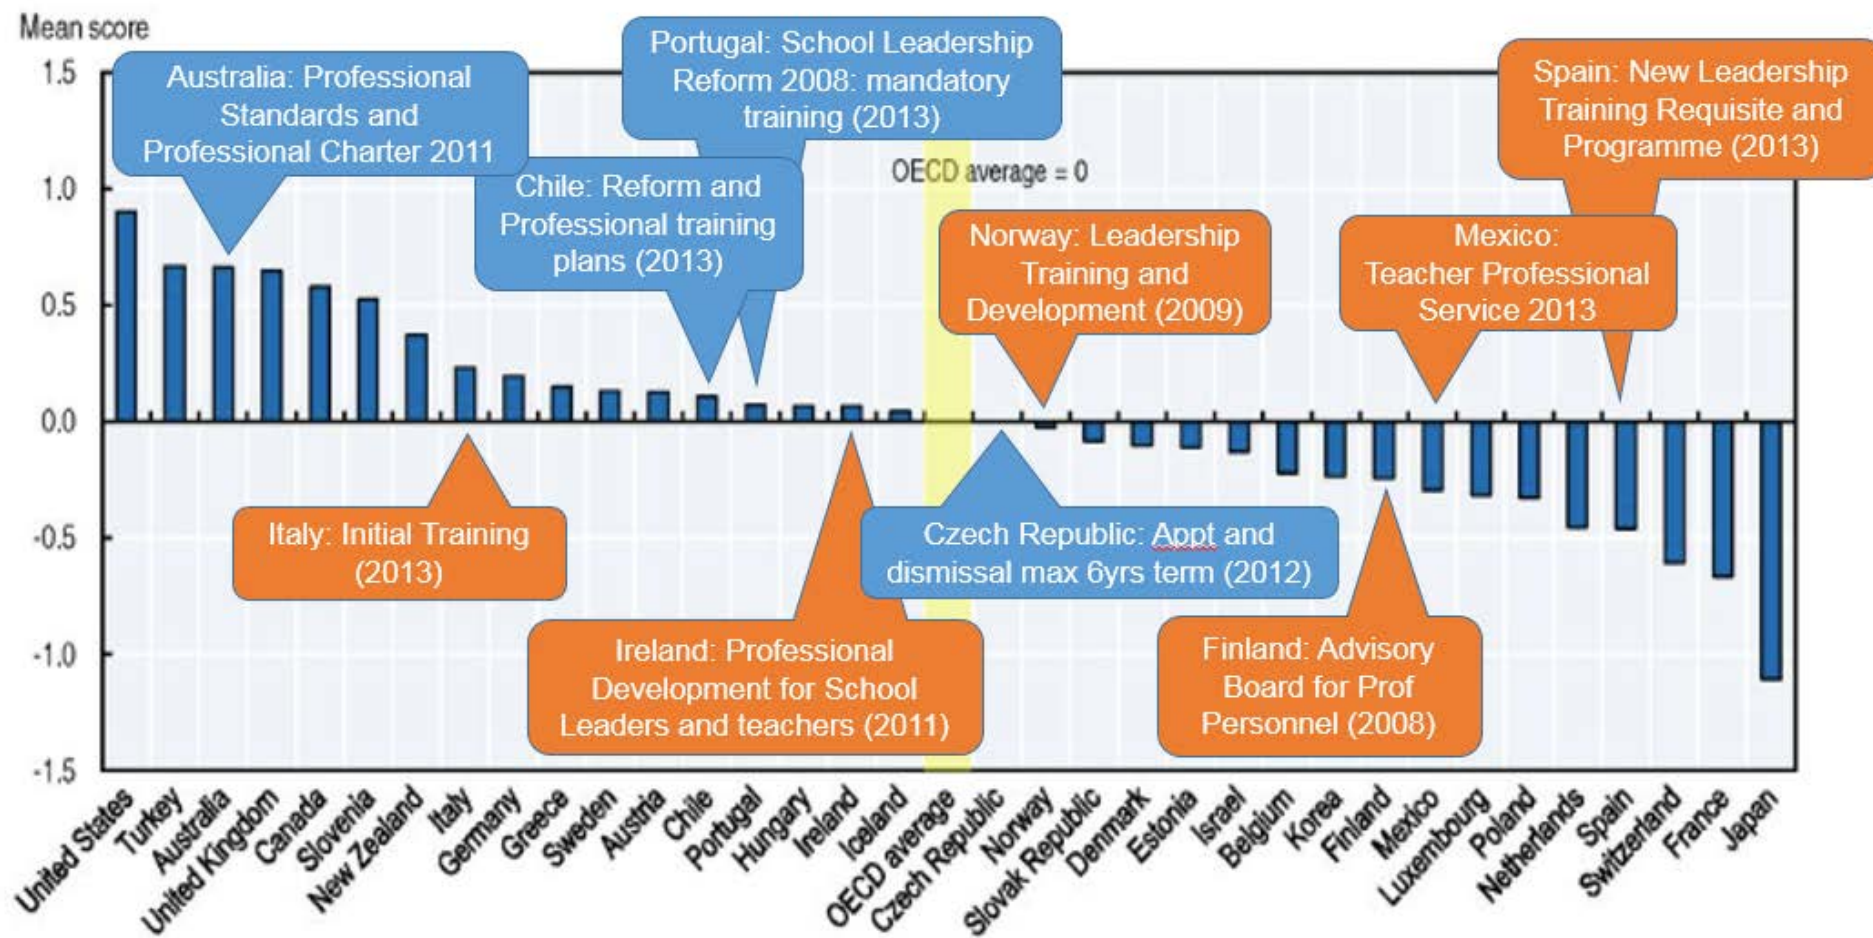 Mean score
1.5
1.0
0.5
0.0
-0.5
-1.0
-1.5
Australia: Professional
Standards and
Professional Charter 2011
Portugal: School Leadership
Reform 2008: mandatory
training (2013)
Chile: Reform and
Professional training
plans (2013)
OECD average = 0
Spain: New Leadership
Training Requisite and
Programme (2013)
Norway: Leadership
Training and
Development (2009)
Mexico:
Teacher Professional
Service 2013
Italy: Initial Training
(2013)
Ireland: Professional
Development for School
Leaders and teachers (2011)
Czech Republic: Appt and
dismissal max 6yrs term (2012)
Finland: Advisory
Board for Prof
Personnel (2008)
United States
Turkey
Australia
United Kingdom
Canada
Slovenia
New Zealand
Italy
Germany
Greece
Sweden
Austria
Chile
Portugal
Hungary
Ireland
Iceland
OECD average
Czech Republic
Norway
Slovak Republic
Denmark
Estonia
Israel
Belgium
Korea
Finland
Mexico
Luxembourg
Poland
Netherlands
Spain
Switzerland
France
Japan